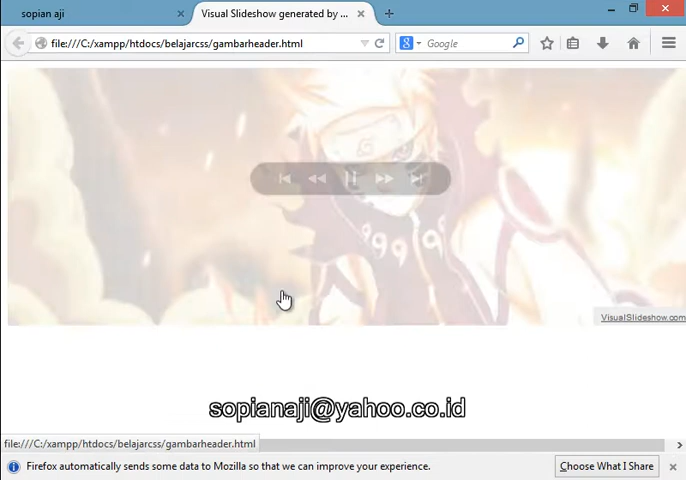 sopian aji
Visual Slideshow generated by ...
file:///C:/xampp/htdocs/belajarcss/gambarheader.html
Google
VisualSlideshow.com
sopianaji@yahoo.co.id
file:///C:/xampp/htdocs/belajarcss/gambarheader.html
Firefox automatically sends some data to Mozilla so that we can improve your experience.
Choose What I Share